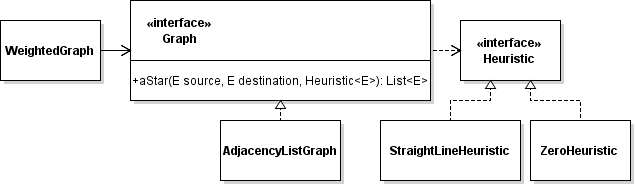 WeightedGraph
«interface»
Graph
+aStar(E source, E destination, Heuristic<E>): List<E>
«interface»
Heuristic
AdjacencyListGraph
StraightLineHeuristic
ZeroHeuristic